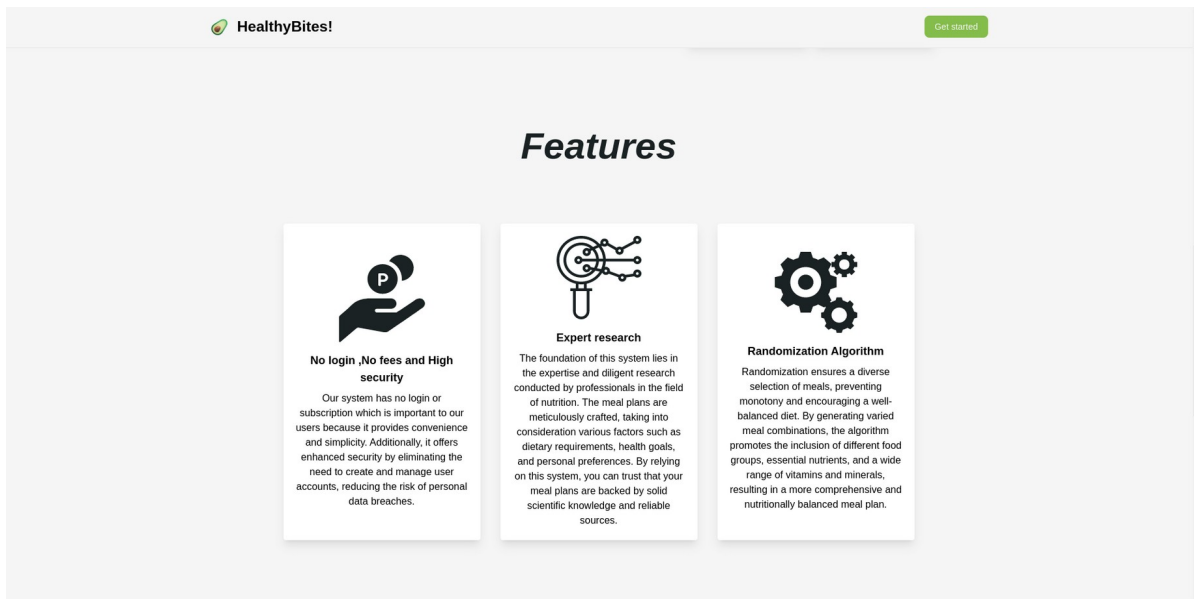 HealthyBites!
Get started
Features
P
No login ,No fees and High
security
Our system has no login or
subscription which is important to our
users because it provides convenience
and simplicity. Additionally, it offers
enhanced security by eliminating the
need to create and manage user
accounts, reducing the risk of personal
data breaches.
Expert research
The foundation of this system lies in
the expertise and diligent research
conducted by professionals in the field
of nutrition. The meal plans are
meticulously crafted, taking into
consideration various factors such as
dietary requirements, health goals,
and personal preferences. By relying
on this system, you can trust that your
meal plans are backed by solid
scientific knowledge and reliable
sources.
Randomization Algorithm
Randomization ensures a diverse
selection of meals, preventing
monotony and encouraging a well-
balanced diet. By generating varied
meal combinations, the algorithm
promotes the inclusion of different food
groups, essential nutrients, and a wide
range of vitamins and minerals,
resulting in a more comprehensive and
nutritionally balanced meal plan.